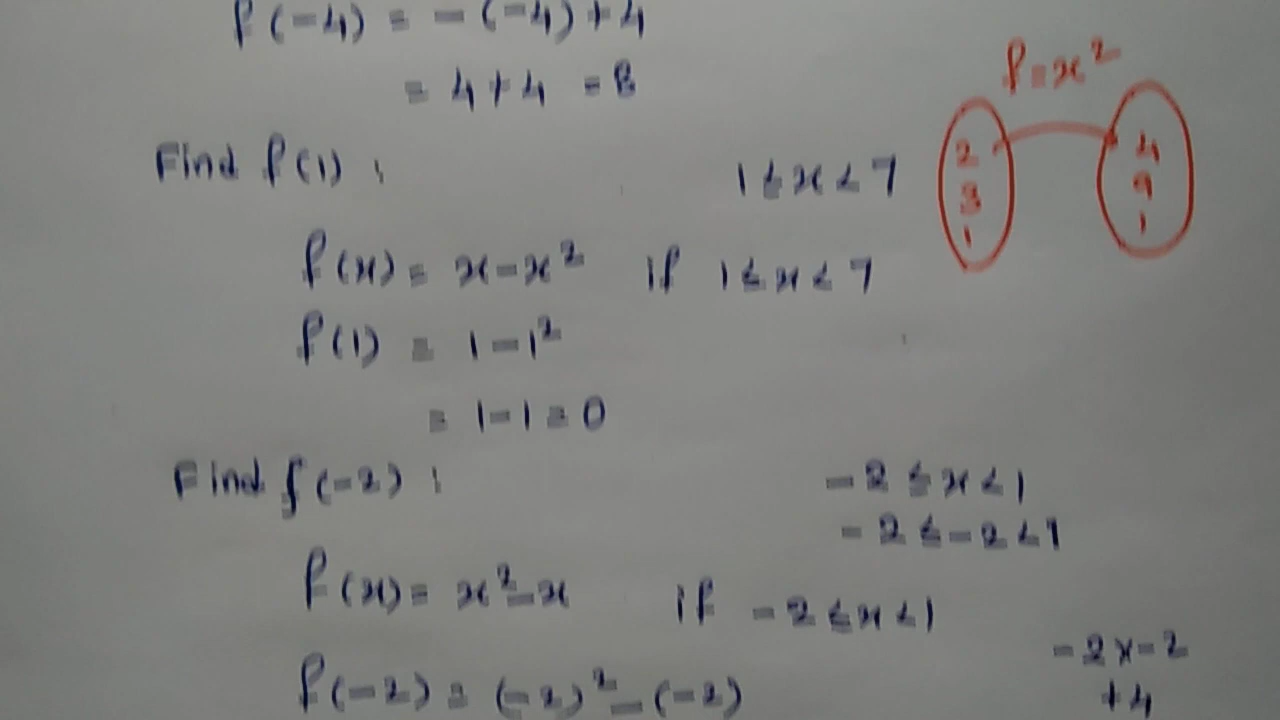 f(-4) = -(-4)+4
= 4+4 = 8
f=x²
Find f(1) :
1≤x<7
2 4
3 9
1 1
f(x) = x-x² if 1≤x<7
f(1) = 1-1²
= 1-1=0
Find f(-2) :
-2≤x<1
-2≤-2<1
f(x)= x²-x if -2≤x<1
-2x-2
f(-2) = (-2)²-(-2)
+4